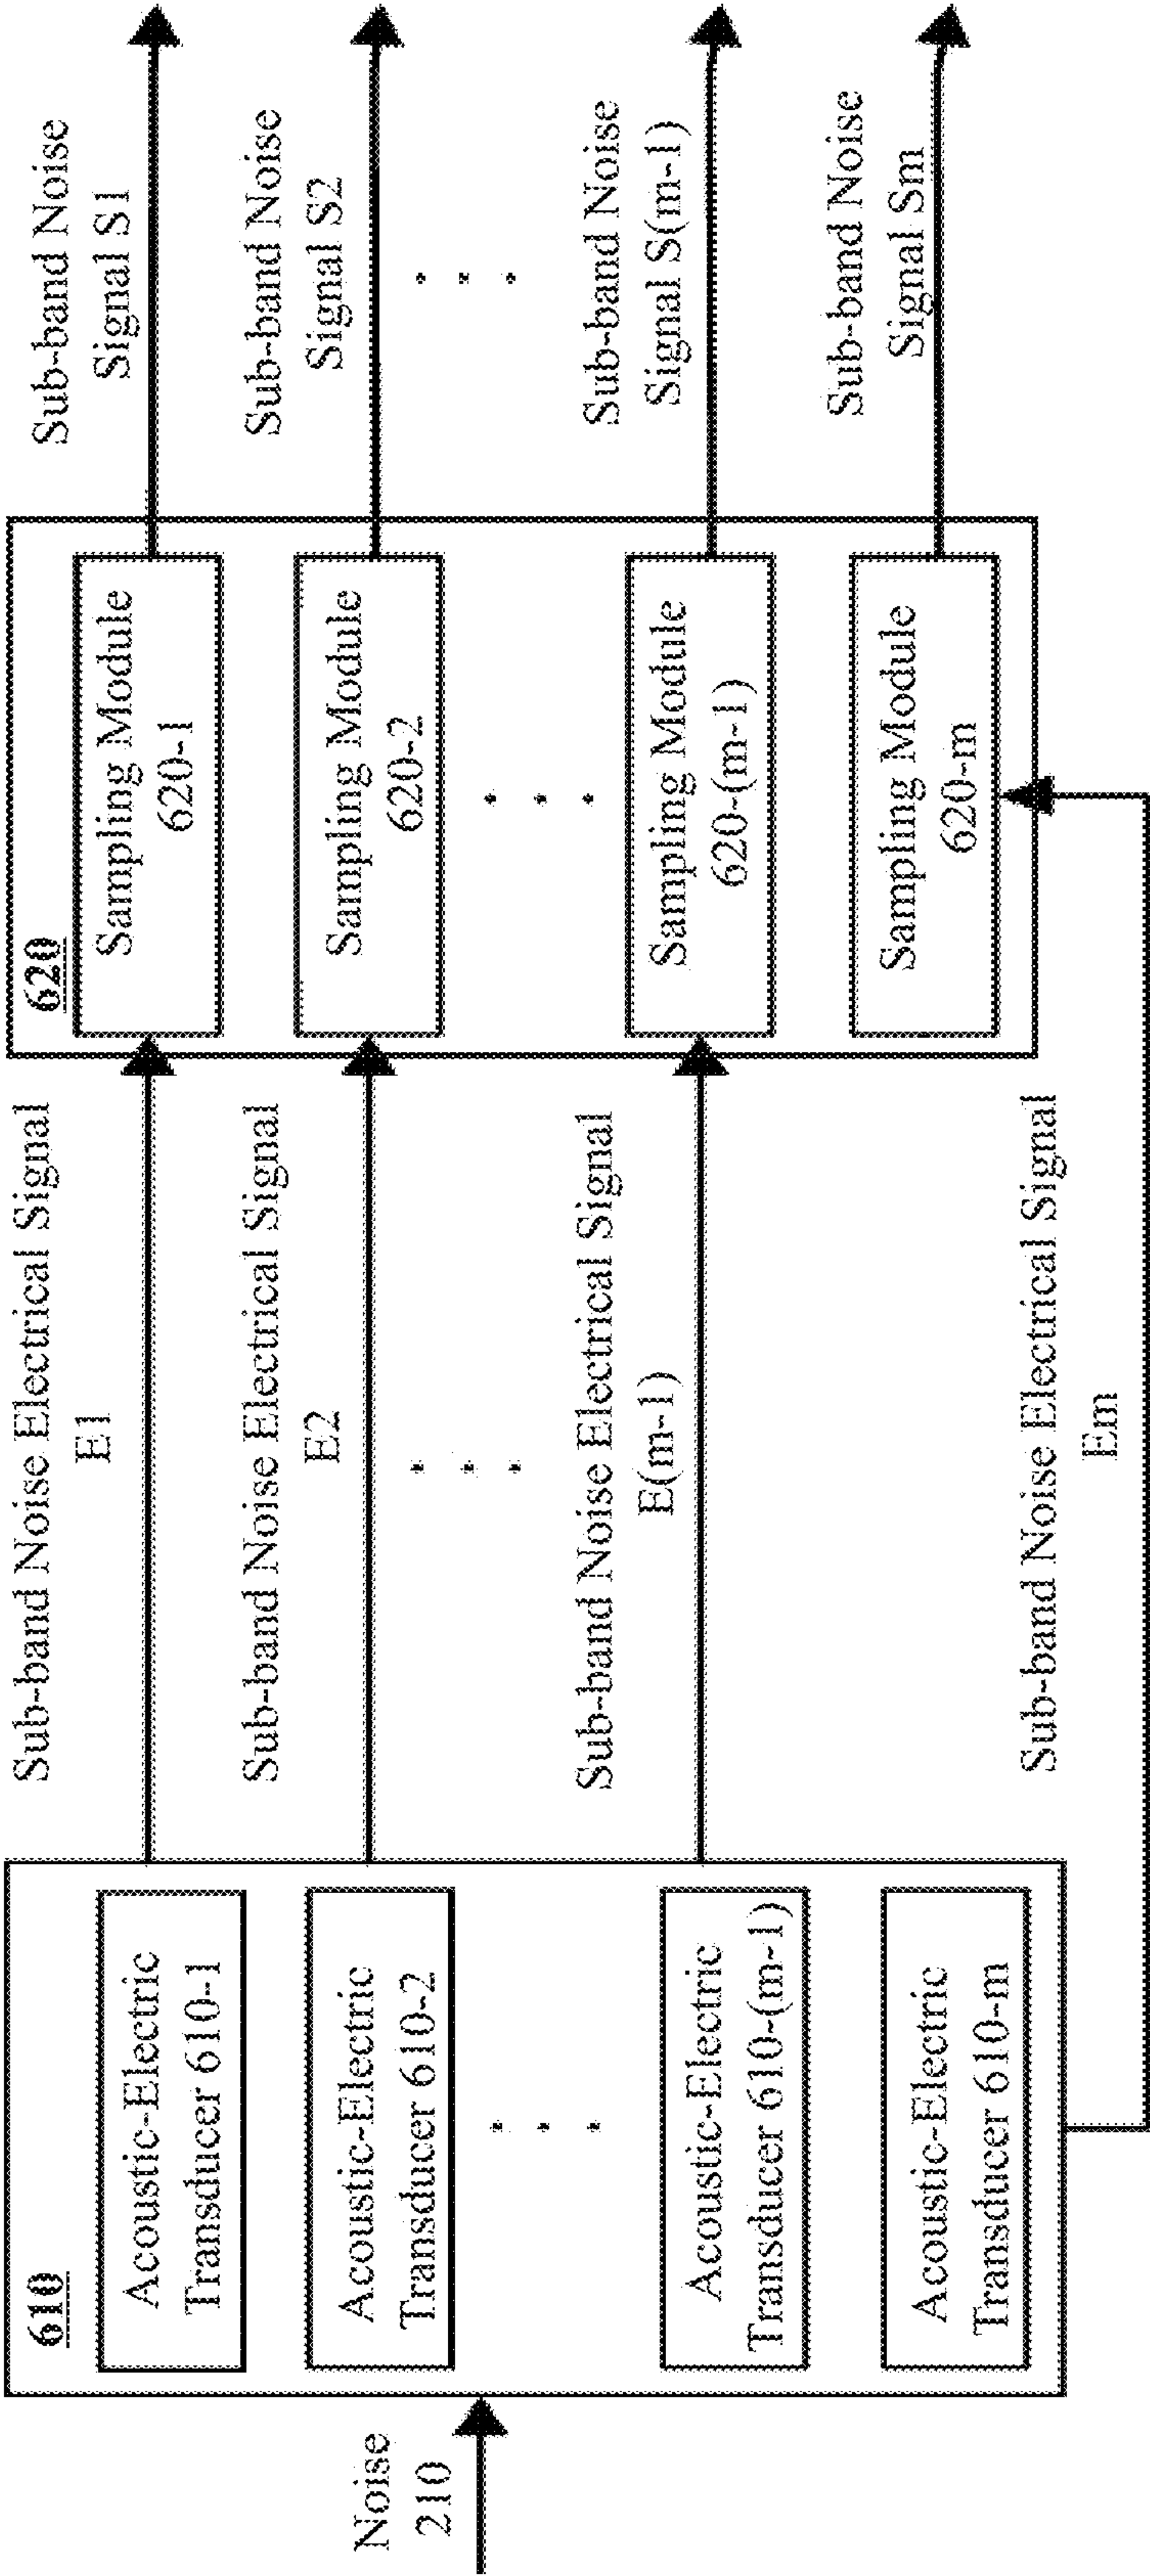 Noise
210
610
Acoustic-Electric
Transducer 610-1
Acoustic-Electric
Transducer 610-2
. . .
Acoustic-Electric
Transducer 610-(m-1)
Acoustic-Electric
Transducer 610-m
Sub-band Noise Electrical Signal
E1
Sub-band Noise Electrical Signal
E2
. . .
Sub-band Noise Electrical Signal
E(m-1)
Sub-band Noise Electrical Signal
Em
620
Sampling Module
620-1
Sampling Module
620-2
. . .
Sampling Module
620-(m-1)
Sampling Module
620-m
Sub-band Noise
Signal S1
Sub-band Noise
Signal S2
. . .
Sub-band Noise
Signal S(m-1)
Sub-band Noise
Signal Sm